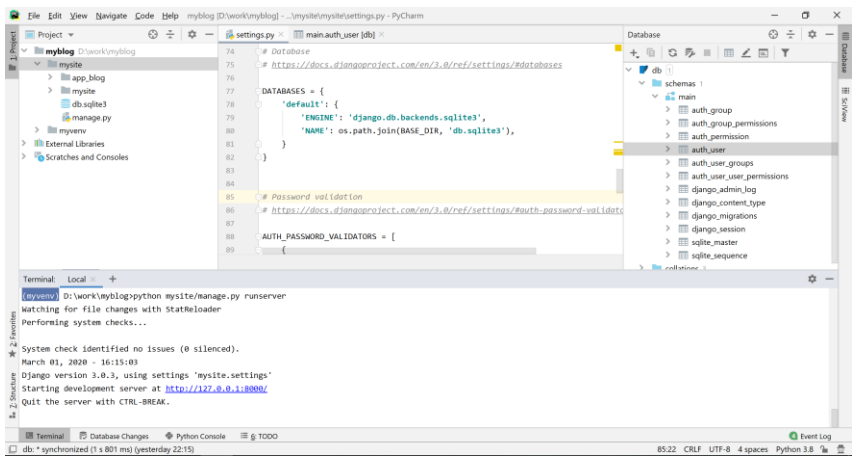 File Edit View Navigate Code Help myblog [D:\work\myblog] - ...\mysite\mysite\settings.py - PyCharm
Project
settings.py × main.auth_user [db] ×
Database
1: Project
myblog D:\work\myblog
mysite
app_blog
mysite
db.sqlite3
manage.py
myvenv
External Libraries
Scratches and Consoles
74 # Database
75 # https://docs.djangoproject.com/en/3.0/ref/settings/#databases
76
77 DATABASES = {
78 'default': {
79 'ENGINE': 'django.db.backends.sqlite3',
80 'NAME': os.path.join(BASE_DIR, 'db.sqlite3'),
81 }
82 }
83
84
85 # Password validation
86 # https://docs.djangoproject.com/en/3.0/ref/settings/#auth-password-validato
87
88 AUTH_PASSWORD_VALIDATORS = [
89 {
db 1
schemas 1
main
auth_group
auth_group_permissions
auth_permission
auth_user
auth_user_groups
auth_user_user_permissions
django_admin_log
django_content_type
django_migrations
django_session
sqlite_master
sqlite_sequence
collations 3
Database
SciView
Terminal: Local × +
(myvenv) D:\work\myblog>python mysite/manage.py runserver
Watching for file changes with StatReloader
Performing system checks...
System check identified no issues (0 silenced).
March 01, 2020 - 16:15:03
Django version 3.0.3, using settings 'mysite.settings'
Starting development server at http://127.0.0.1:8000/
Quit the server with CTRL-BREAK.
2: Favorites
Z: Structure
Terminal Database Changes Python Console 6: TODO
4 Event Log
db: * synchronized (1 s 801 ms) (yesterday 22:15)
85:22 CRLF UTF-8 4 spaces Python 3.8